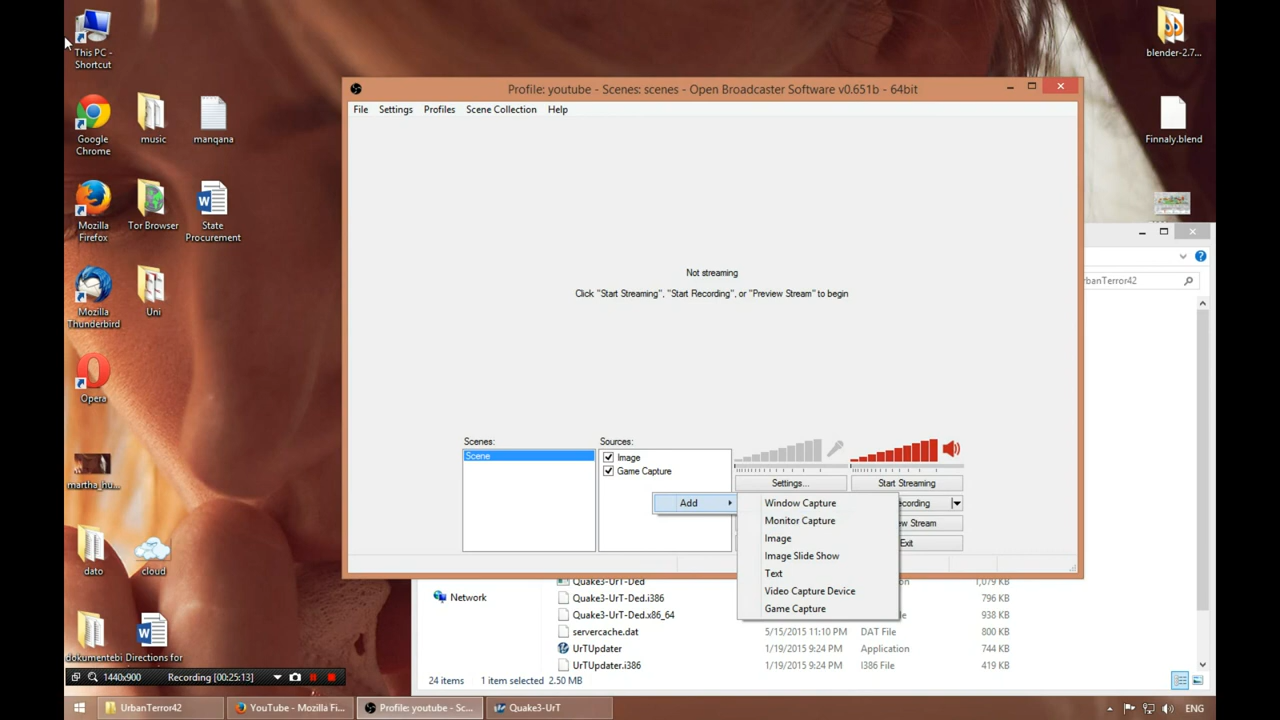 This PC -
Shortcut
Google
Chrome
music
manqana
Mozilla
Firefox
Tor Browser
State
Procurement
Mozilla
Thunderbird
Uni
Opera
martha_hu...
dato
cloud
dokumentebi
Directions for
blender-2.7...
Finnaly.blend
Profile: youtube - Scenes: scenes - Open Broadcaster Software v0.651b - 64bit
File Settings Profiles Scene Collection Help
Not streaming
Click "Start Streaming", "Start Recording", or "Preview Stream" to begin
Scenes:
Scene
Sources:
Image
Game Capture
Settings...
Start Streaming
Exit
Add
Window Capture
Monitor Capture
Image
Image Slide Show
Text
Video Capture Device
Game Capture
rbanTerror42
Network
Quake3-UrT-Ded 1,079 KB
Quake3-UrT-Ded.i386 796 KB
Quake3-UrT-Ded.x86_64 938 KB
servercache.dat 5/15/2015 11:10 PM DAT File 800 KB
UrTUpdater 1/19/2015 9:24 PM Application 744 KB
UrTUpdater.i386 1/19/2015 9:24 PM I386 File 419 KB
24 items 1 item selected 2.50 MB
1440x900 Recording [00:25:13]
UrbanTerror42 YouTube - Mozilla Fi... Profile: youtube - Sc... Quake3-UrT ENG